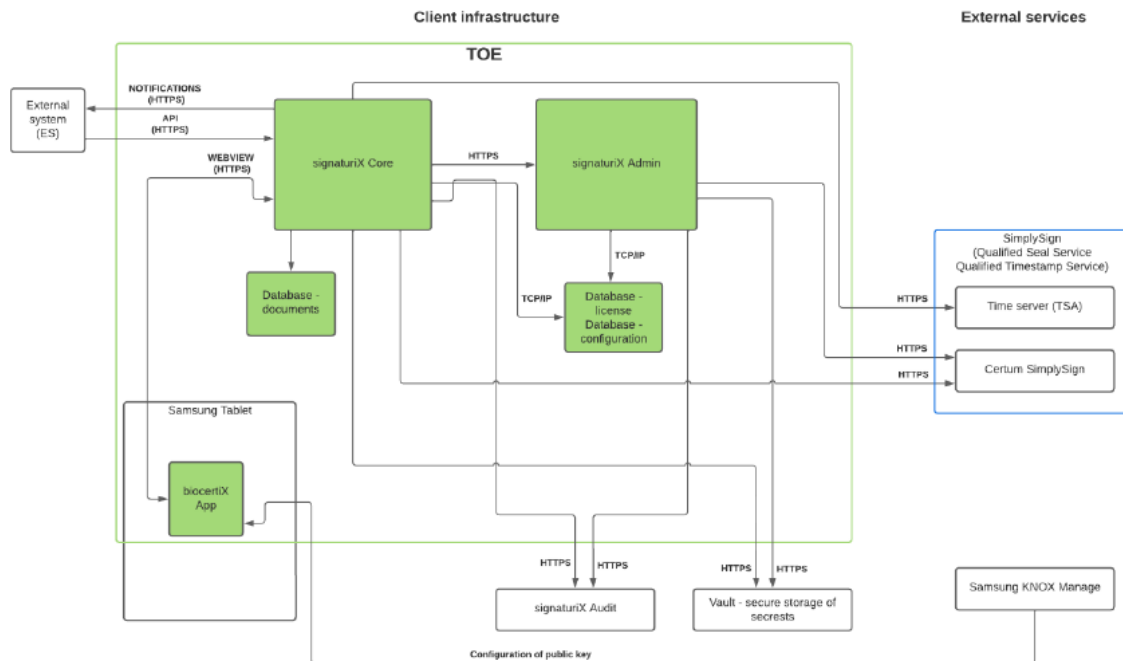 Client infrastructure
External services
TOE
NOTIFICATIONS
(HTTPS)
External
system
(ES)
API
(HTTPS)
WEBVIEW
(HTTPS)
signaturiX Core
HTTPS
signaturiX Admin
SimplySign
(Qualified Seal Service
Qualified Timestamp Service)
TCP/IP
Database -
documents
TCP/IP
Database -
license
Database -
configuration
HTTPS
Time server (TSA)
HTTPS
Certum SimplySign
HTTPS
Samsung Tablet
biocertiX
App
HTTPS
HTTPS
HTTPS
HTTPS
signaturiX Audit
Vault - secure storage of
secrests
Samsung KNOX Manage
Configuration of public key